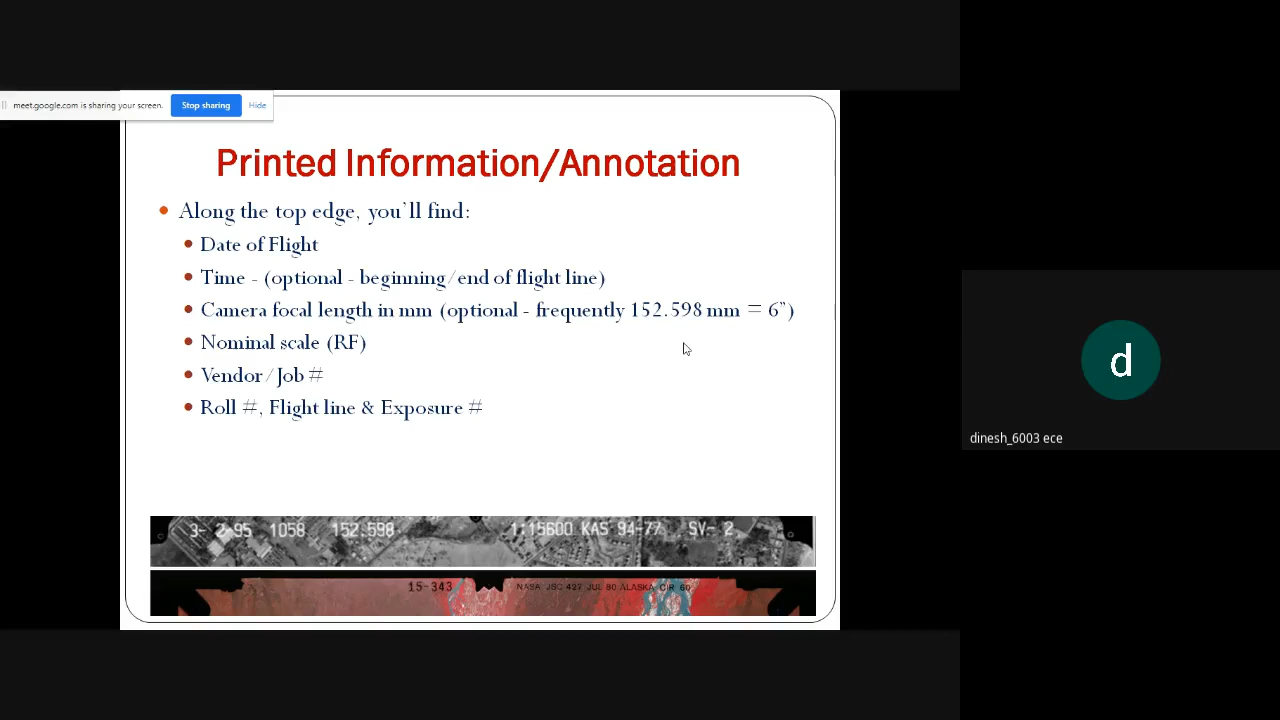 meet.google.com is sharing your screen. Stop sharing Hide
Printed Information/Annotation
Along the top edge, you'll find:
Date of Flight
Time - (optional - beginning/end of flight line)
Camera focal length in mm (optional - frequently 152.598 mm = 6")
Nominal scale (RF)
Vendor/Job #
Roll #, Flight line & Exposure #
3- 2-95 1058 152.598 1:15600 KAS 94-77 SV- 2
15-343 NASA JSC 427 JUL 80 ALASKA CIR 60
d
dinesh_6003 ece